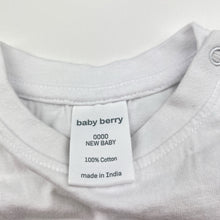 baby berry
0000
NEW BABY
100% Cotton
made in India